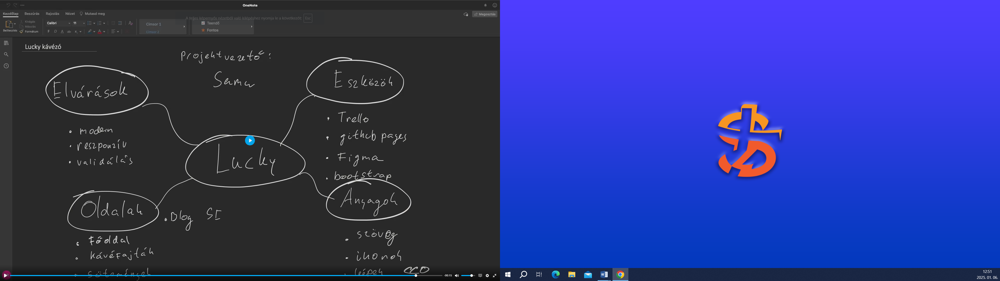 OneNote
Kezdőlap Beszúrás Rajzolás Nézet Mutasd meg
Megosztás
A teljes képernyős nézetből való kilépéshez nyomja le a következőt: Esc
Beillesztés
Kivágás
Másolás
Formátum
Calibri 11
F D A ab x
Címsor 1
Címsor 2
Teendő
Fontos
Lucky kávézó
Projektvezető:
Samu
Elvárások
• modern
• reszponzív
• validálás
Eszközök
• Trello
• github pages
• Figma
• bootstrap
Lucky
Anyagok
• szöveg
• ikonok
• képek CC0
Oldalak
• Blog SI
• Főoldal
• kávéfajták
• sütemények
-00:15
12:51
2025. 01. 06.